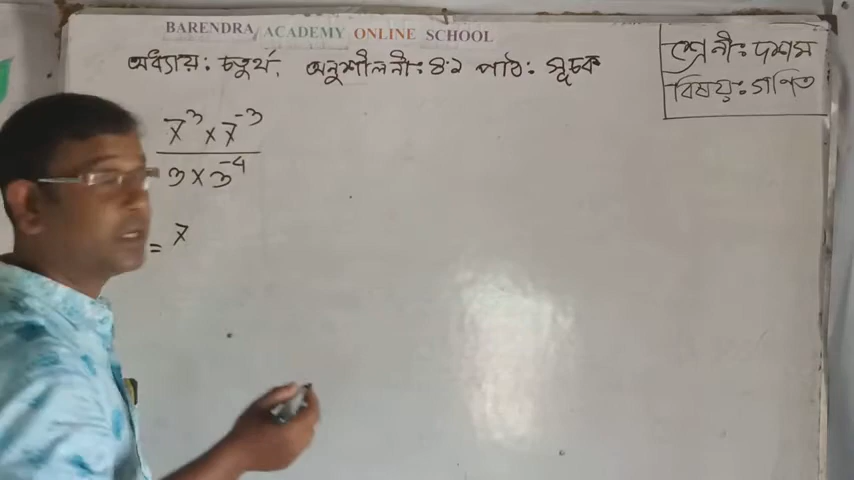 BARENDRA ACADEMY ONLINE SCHOOL
অধ্যায়: চতুর্থ. অনুশীলনী: ৪.১ পাঠ: সূচক
শ্রেনী: দশম
বিষয়: গণিত
7³ × 7⁻³
3 × 3⁻⁴
= 7